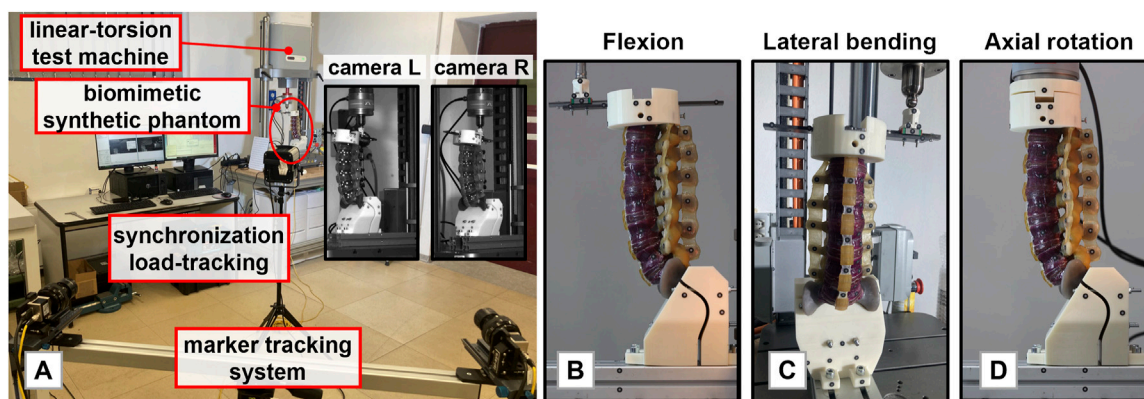 linear-torsion
test machine
biomimetic
synthetic phantom
camera L
camera R
synchronization
load-tracking
marker tracking
system
A
Flexion
B
Lateral bending
C
Axial rotation
D